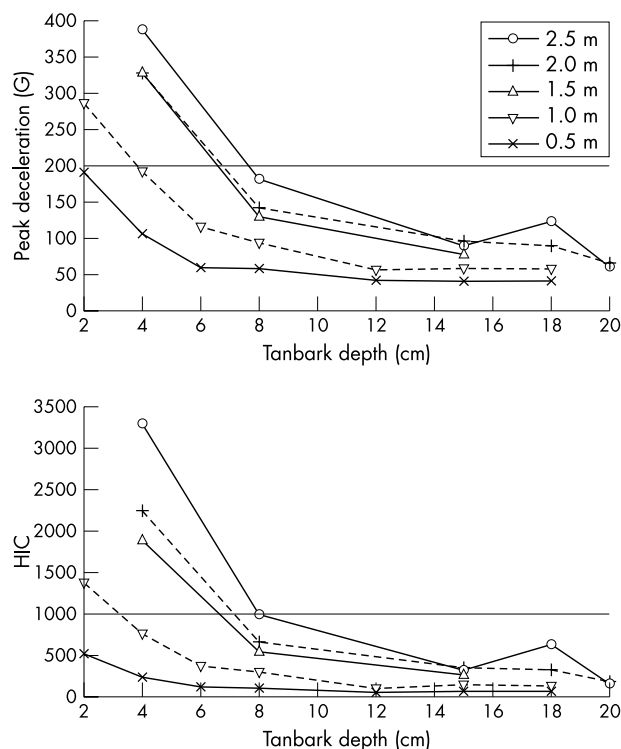 400
350
300
250
200
150
100
50
0
Peak deceleration (G)
2.5 m
2.0 m
1.5 m
1.0 m
0.5 m
2 4 6 8 10 12 14 16 18 20
Tanbark depth (cm)
3500
3000
2500
2000
1500
1000
500
0
HIC
2 4 6 8 10 12 14 16 18 20
Tanbark depth (cm)